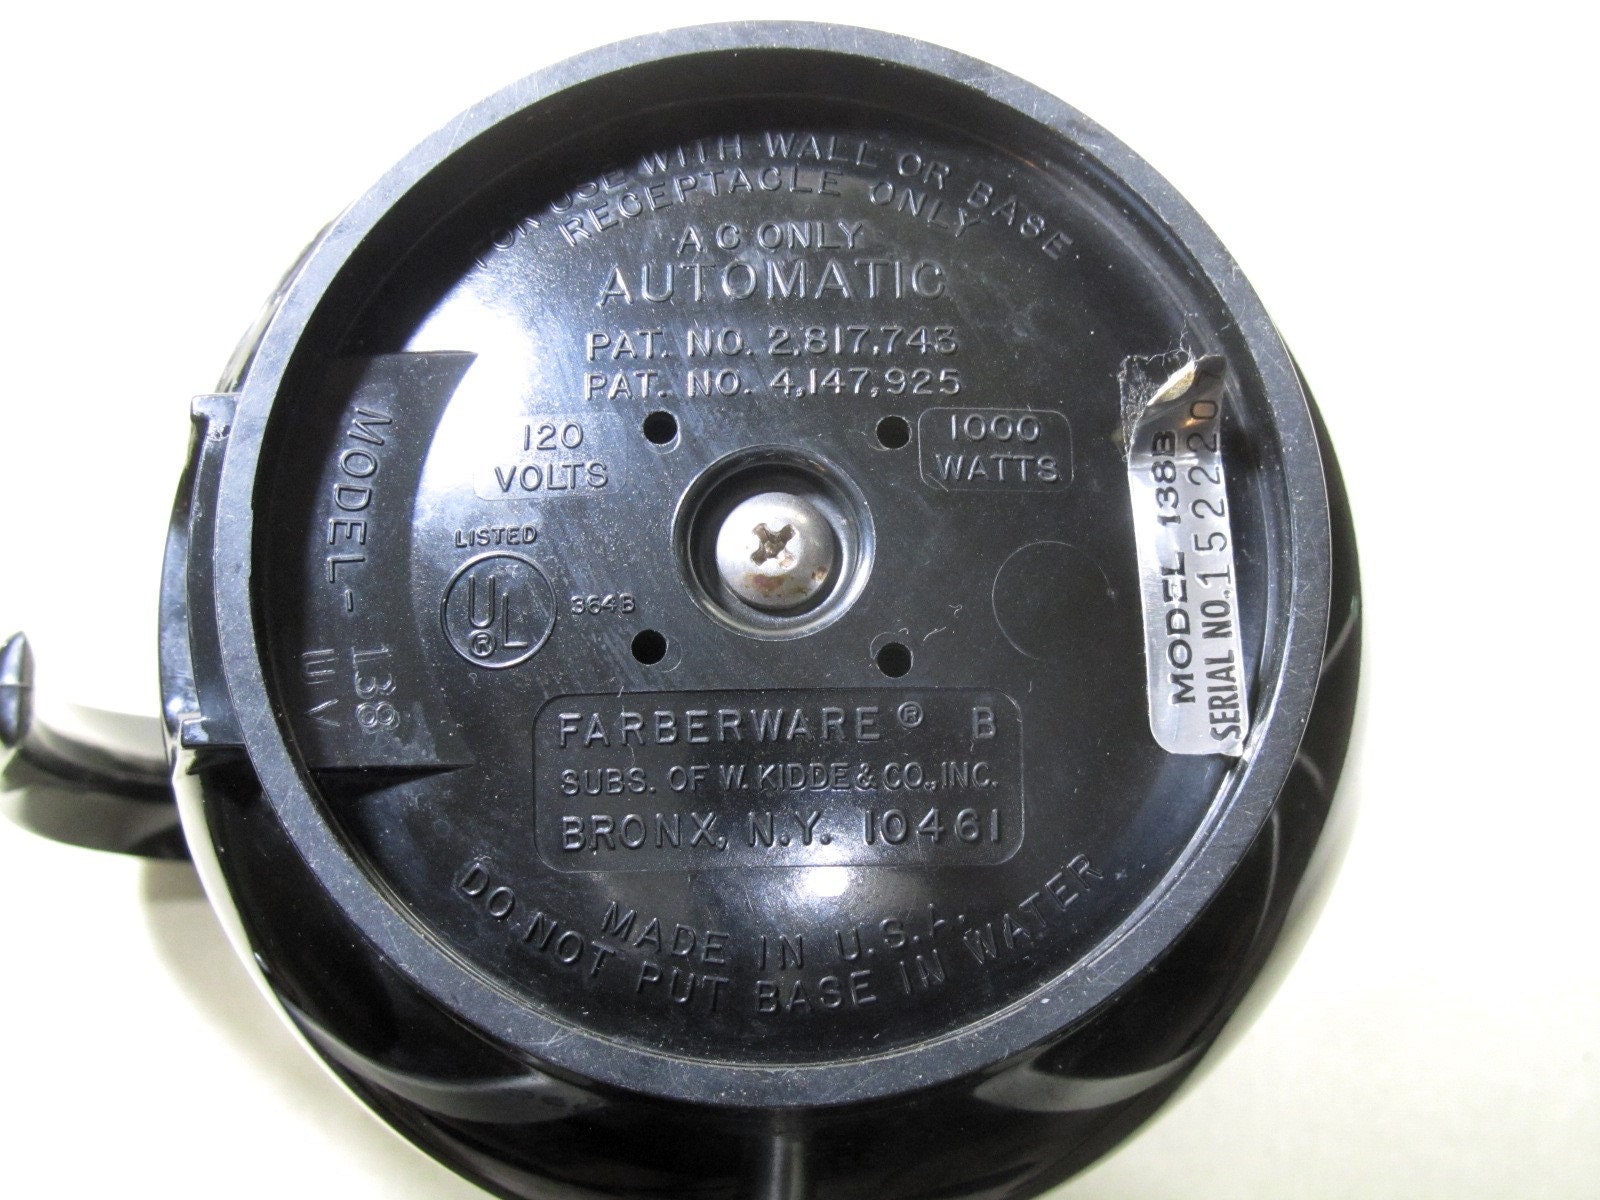 FOR USE WITH WALL OR BASE
RECEPTACLE ONLY
A C ONLY
AUTOMATIC
PAT. NO. 2,817,743
PAT. NO. 4,147,925
120
VOLTS
1000
WATTS
LISTED
UL
®
364B
MODEL - 138
MODEL 138B
SERIAL NO. 152220
FARBERWARE ® B
SUBS. OF W. KIDDE & CO., INC.
BRONX, N.Y. 10461
MADE IN U.S.A.
DO NOT PUT BASE IN WATER